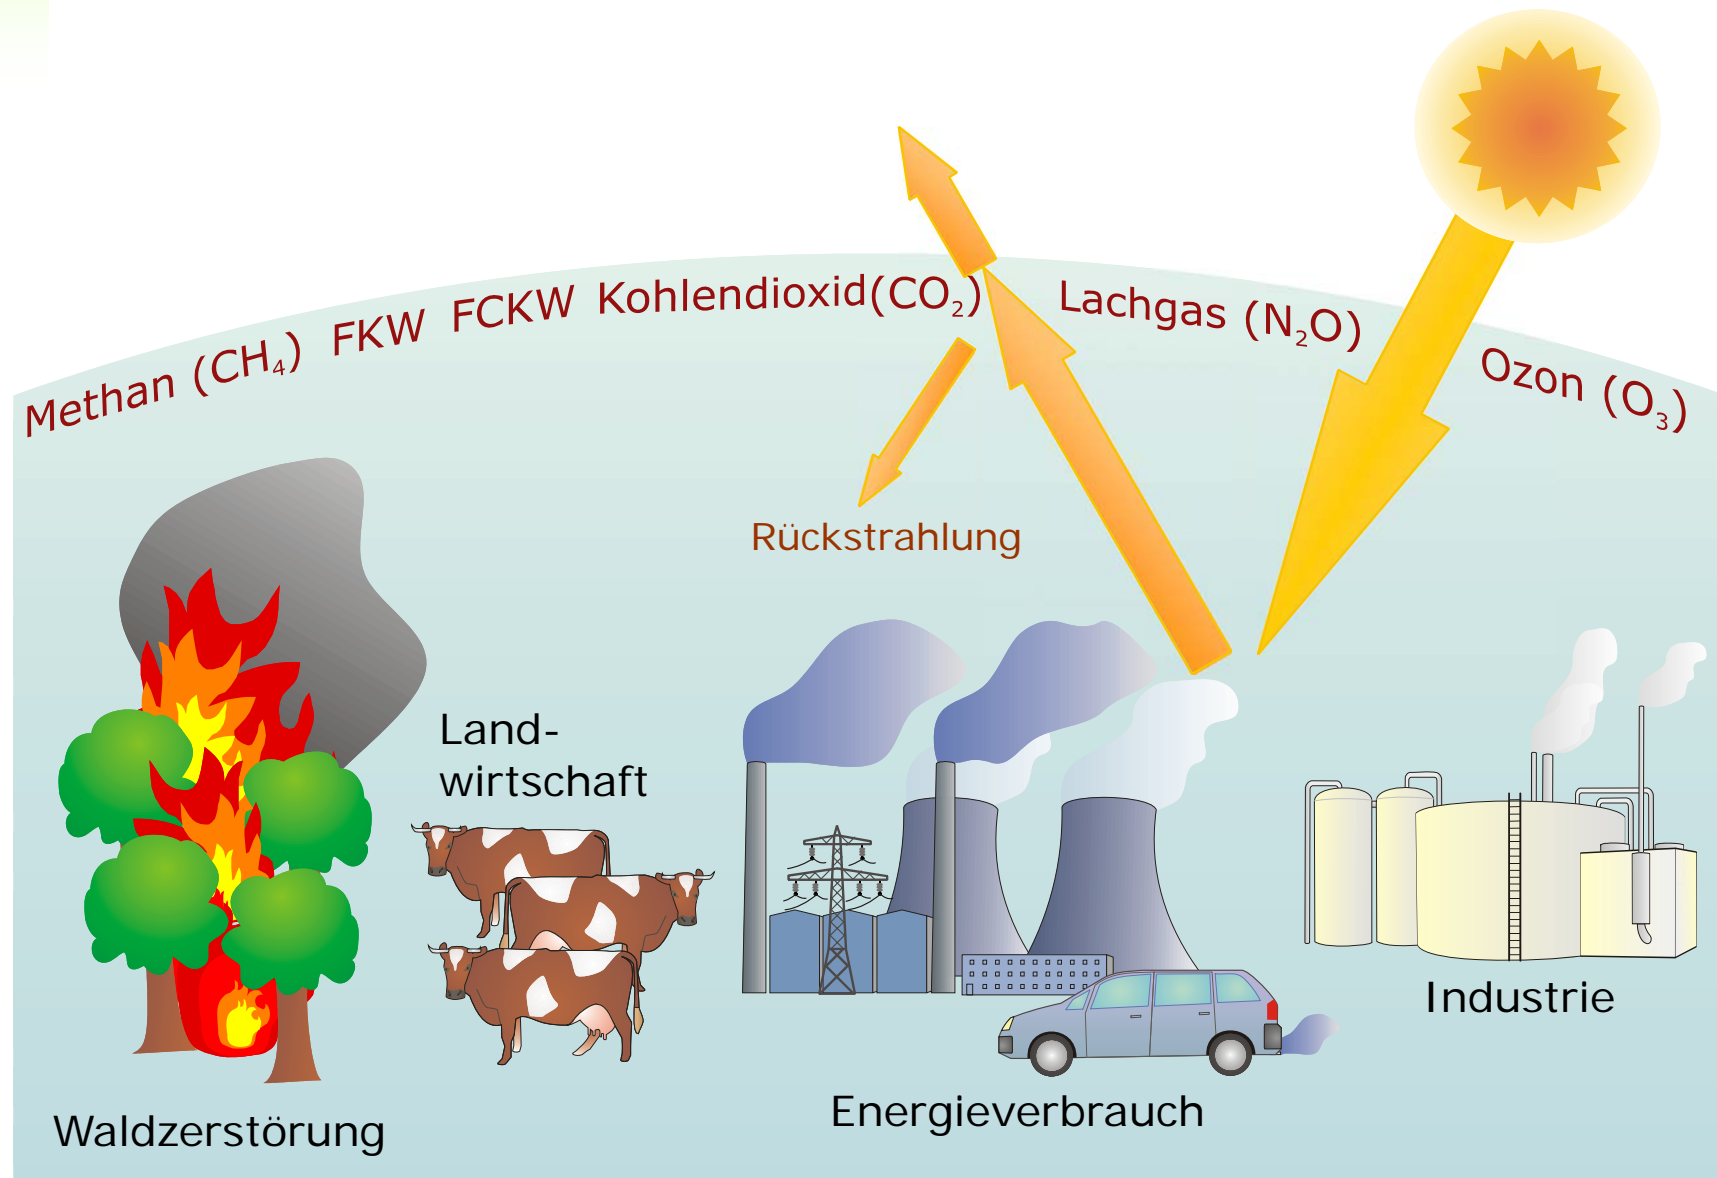 Methan (CH₄) FKW FCKW Kohlendioxid(CO₂) Lachgas (N₂O) Ozon (O₃)
Rückstrahlung
Land-
wirtschaft
Industrie
Energieverbrauch
Waldzerstörung